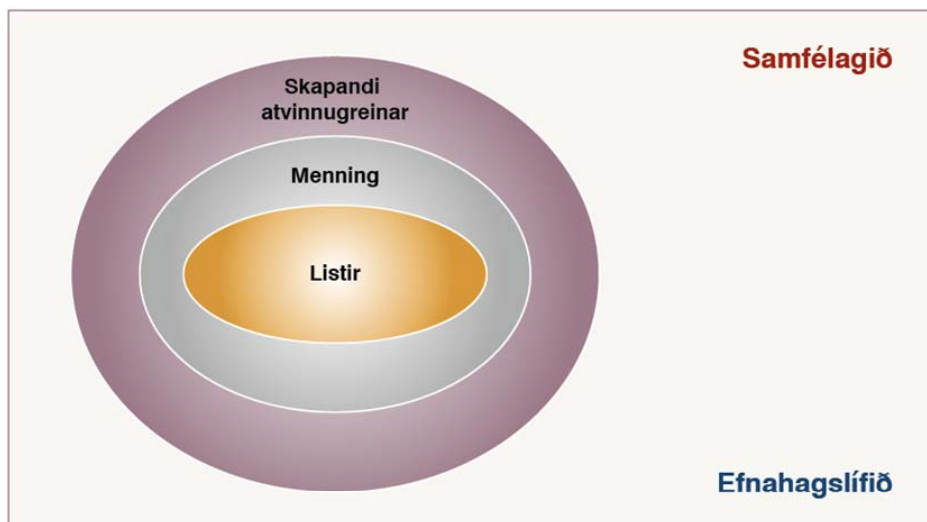 Samfélagið
Skapandi
atvinnugreinar
Menning
Listir
Efnahagslífið